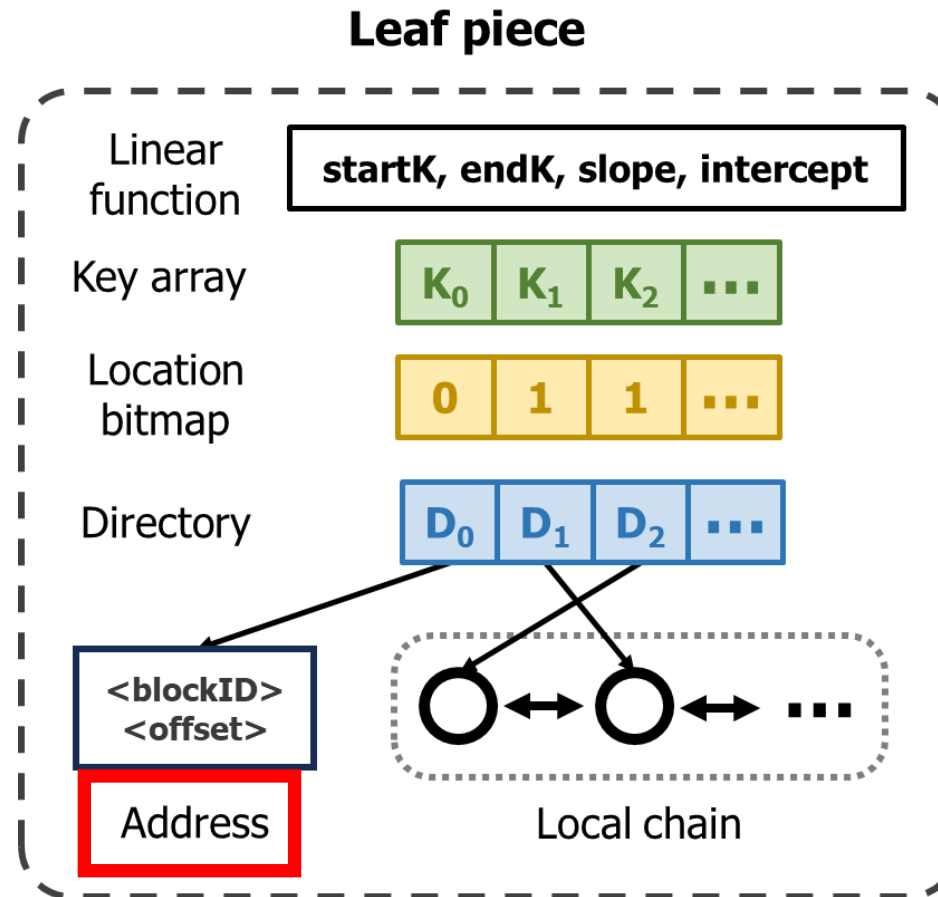 Leaf piece
Linear
function
startK, endK, slope, intercept
Key array
K₀ K₁ K₂ ...
Location
bitmap
0 1 1 ...
Directory
D₀ D₁ D₂ ...
<blockID>
<offset>
...
Address
Local chain